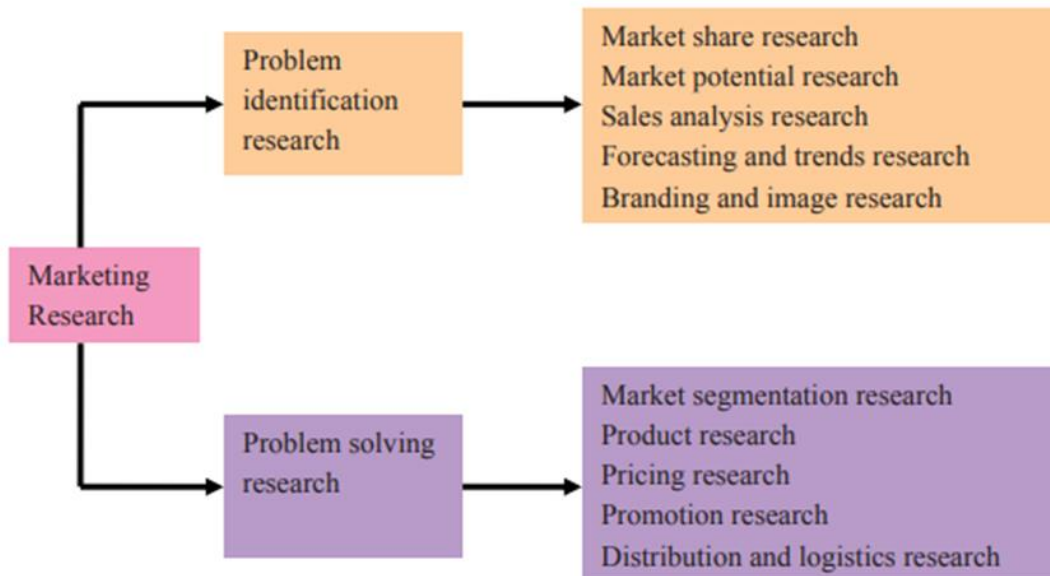 Problem
identification
research
Market share research
Market potential research
Sales analysis research
Forecasting and trends research
Branding and image research
Marketing
Research
Problem solving
research
Market segmentation research
Product research
Pricing research
Promotion research
Distribution and logistics research